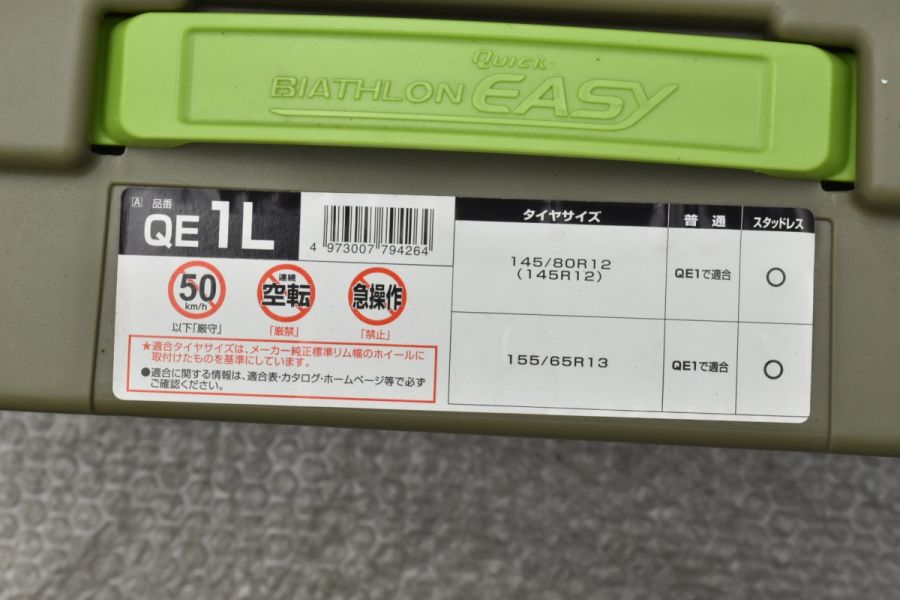 QUICK
BIATHLON EASY
A 品番
QE 1L
4 973007 794264
50
km/h
以下「厳守」
連続
空転
「厳禁」
急操作
「禁止」
★適合タイヤサイズは、メーカー純正標準リム幅のホイールに
取付けたものを基準にしています。
●適合に関する情報は、適合表・カタログ・ホームページ等で必ず
ご確認ください。
タイヤサイズ 普通 スタッドレス
145/80R12
(145R12)
QE1で適合 ○
155/65R13 QE1で適合 ○